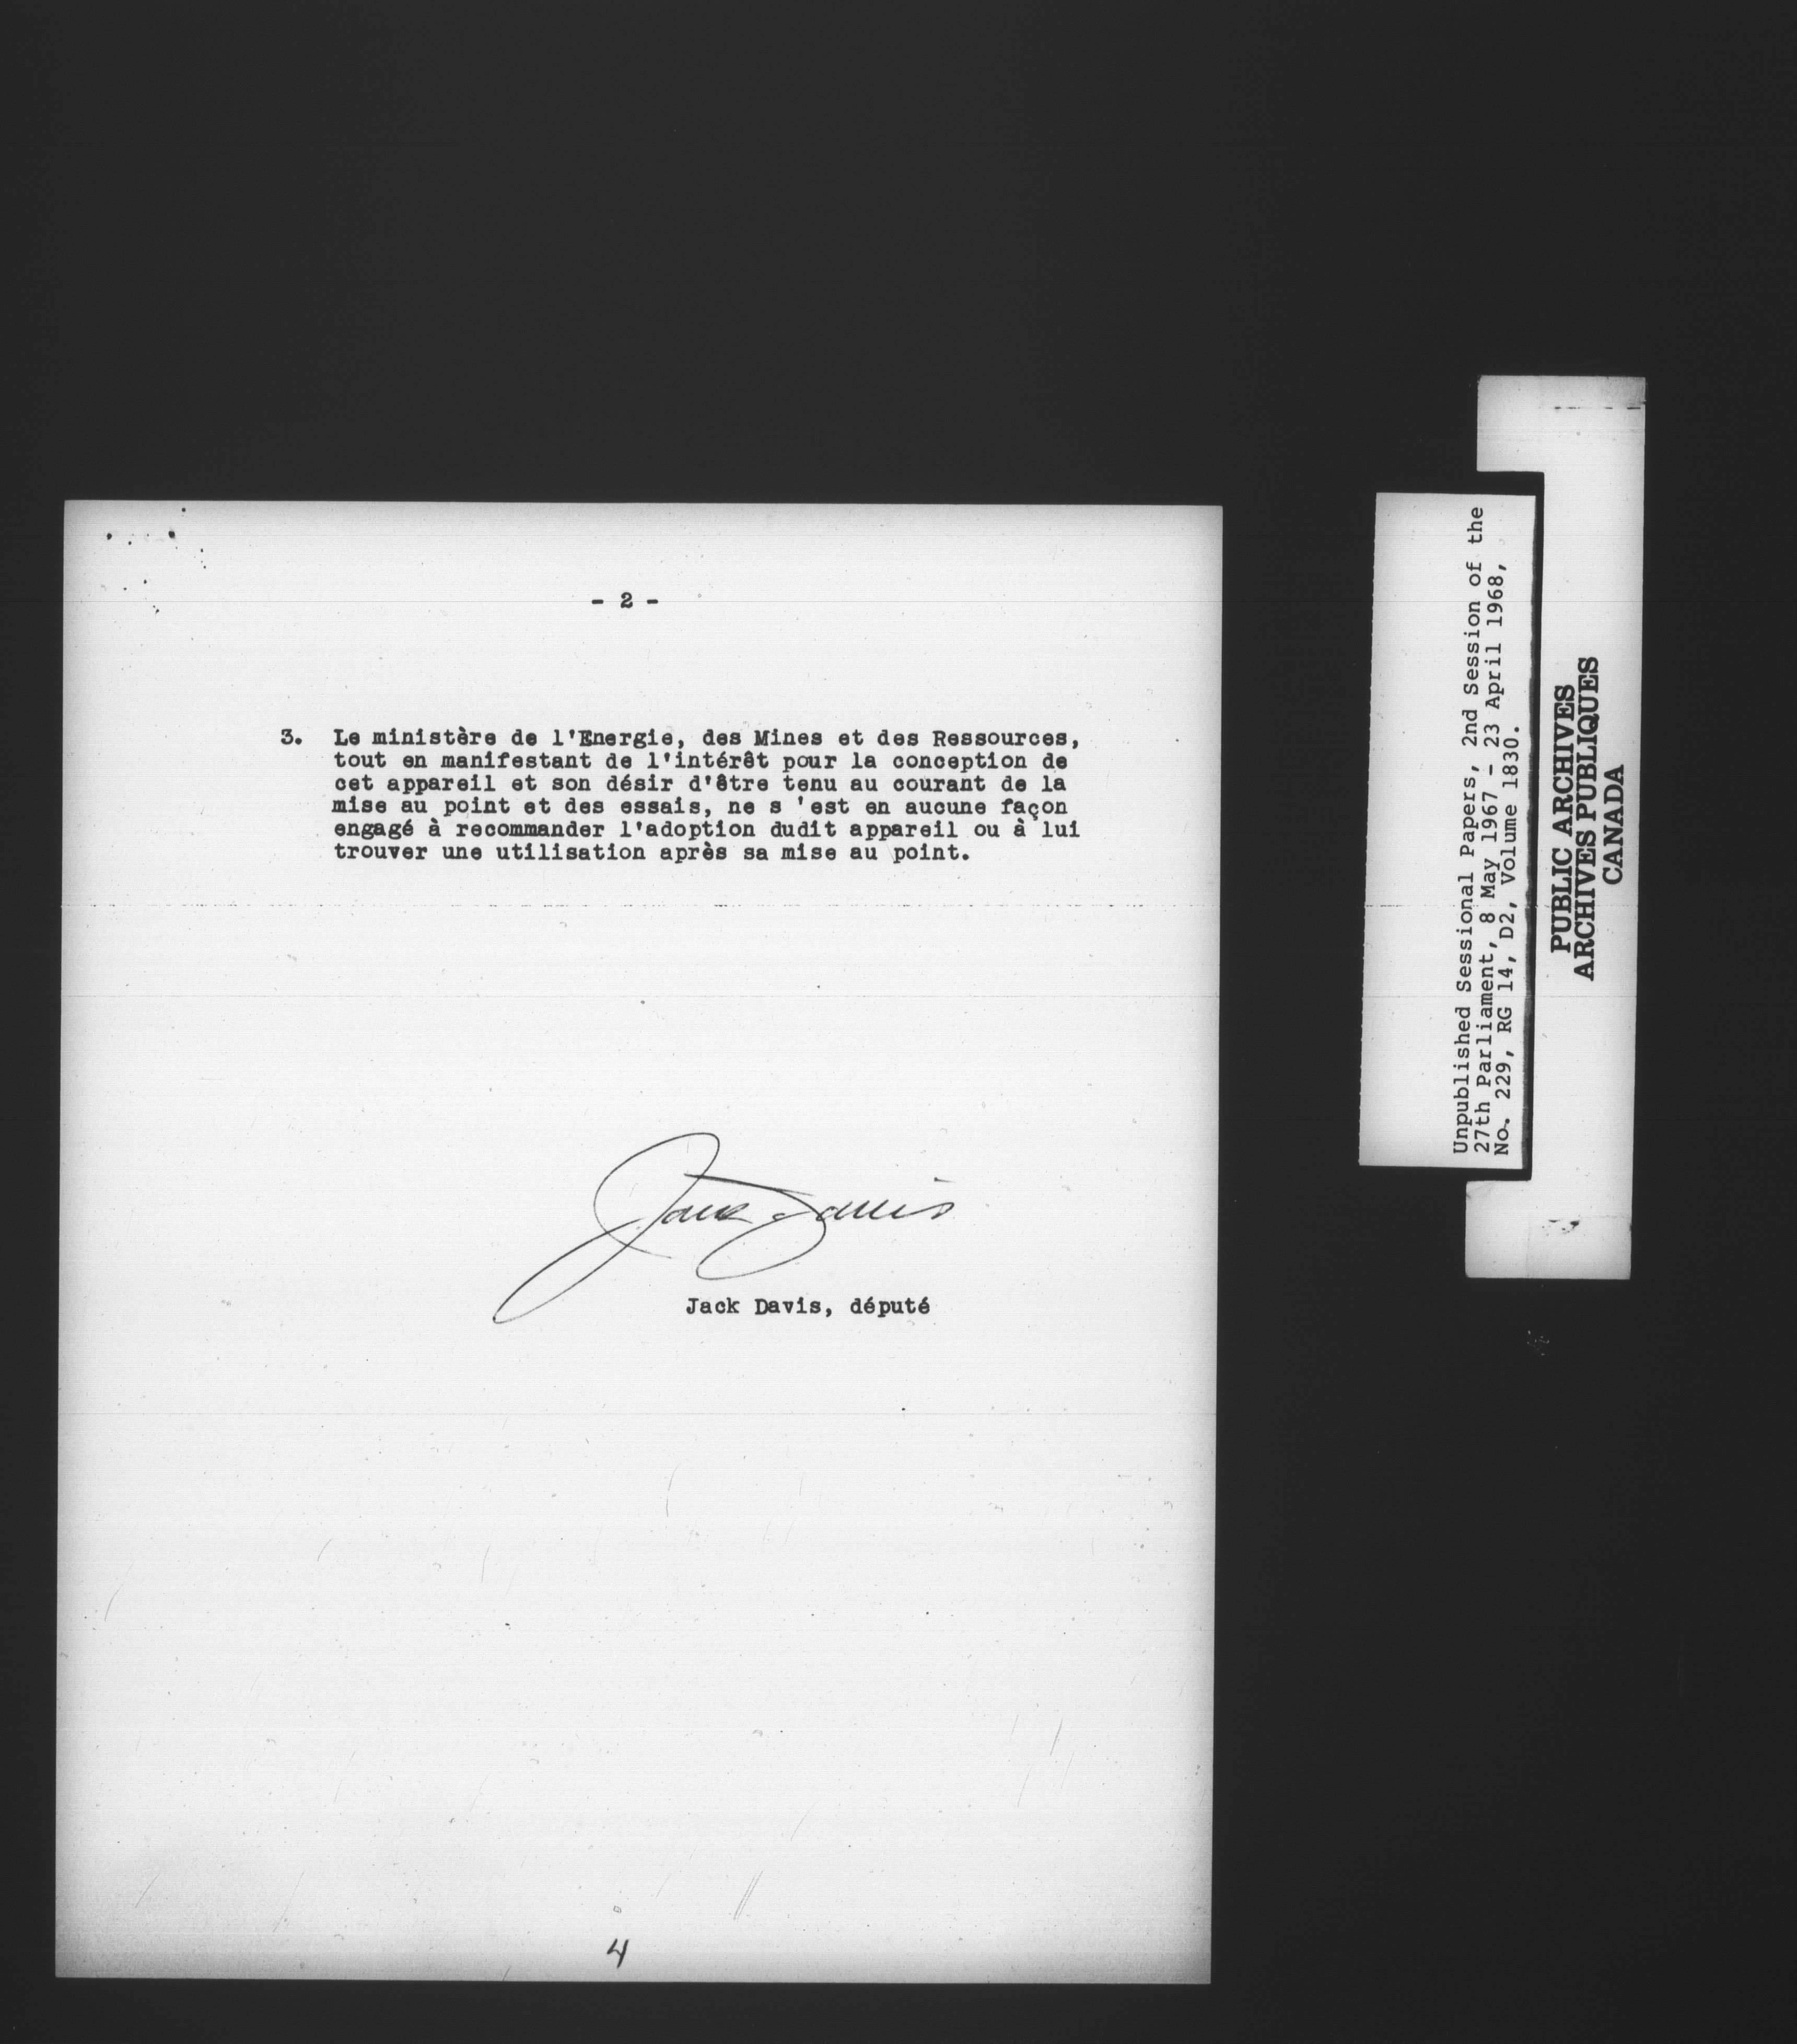 - 2 -
3. Le ministère de l'Energie, des Mines et des Ressources,
tout en manifestant de l'intérêt pour la conception de
cet appareil et son désir d'être tenu au courant de la
mise au point et des essais, ne s 'est en aucune façon
engagé à recommander l'adoption dudit appareil ou à lui
trouver une utilisation après sa mise au point.
Jack Davis
Jack Davis, député
4
Unpublished Sessional Papers, 2nd Session of the
27th Parliament, 8 May 1967 - 23 April 1968,
No. 229, RG 14, D2, Volume 1830.
PUBLIC ARCHIVES
ARCHIVES PUBLIQUES
CANADA